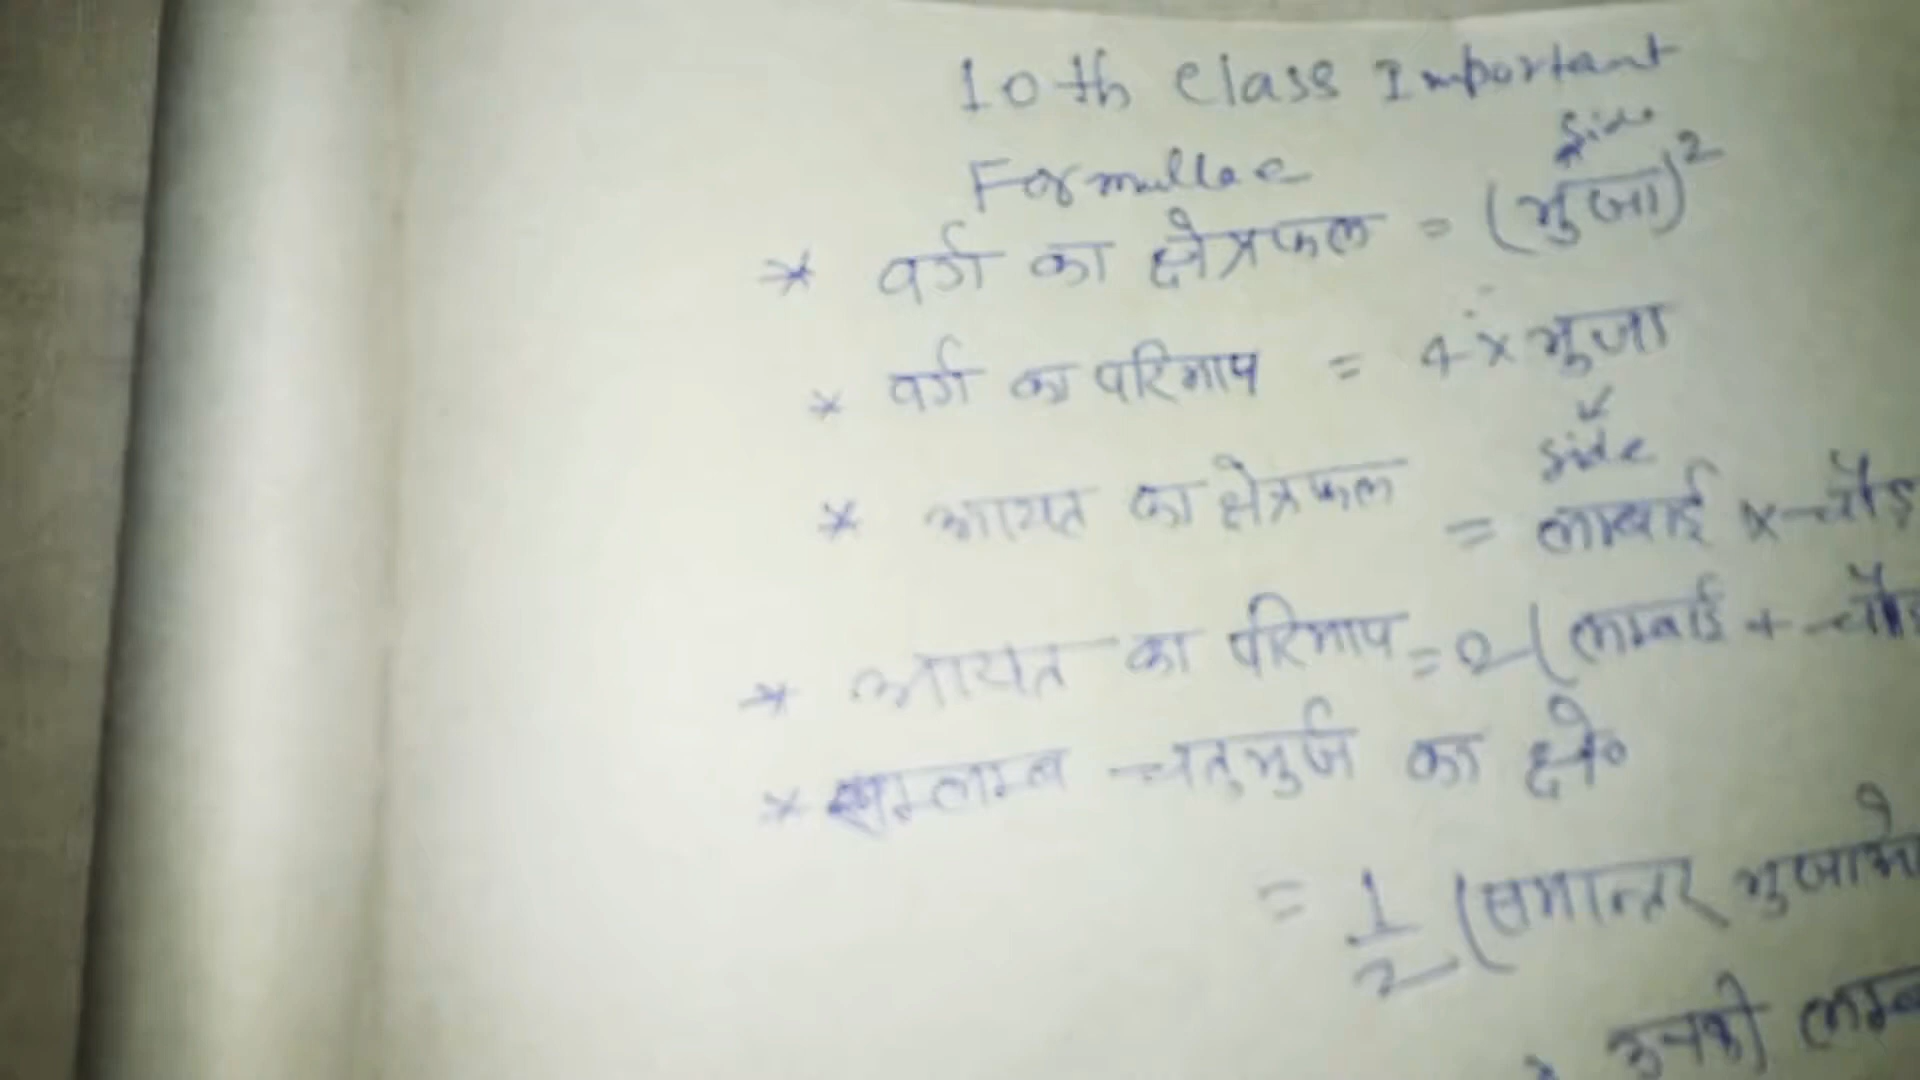 10th Class Important
Formullae
side
* वर्ग का क्षेत्रफल = (भुजा)²
* वर्ग का परिमाप = 4 × भुजा
side
* आयत का क्षेत्रफल = लम्बाई × चौड़
* आयत का परिमाप = 2(लम्बाई + चौड़
* समलम्ब चतुर्भुज का क्षे०
= 1/2 (समान्तर भुजाओ
× उनकी लम्ब